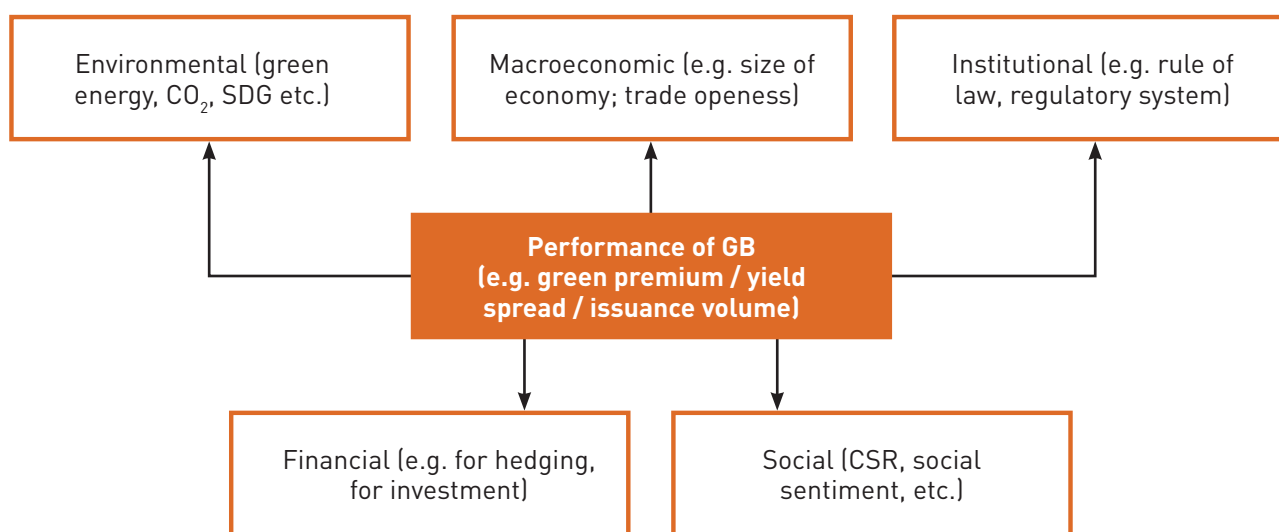 Environmental (green
energy, CO₂, SDG etc.)
Macroeconomic (e.g. size of
economy; trade openess)
Institutional (e.g. rule of
law, regulatory system)
Performance of GB
(e.g. green premium / yield
spread / issuance volume)
Financial (e.g. for hedging,
for investment)
Social (CSR, social
sentiment, etc.)